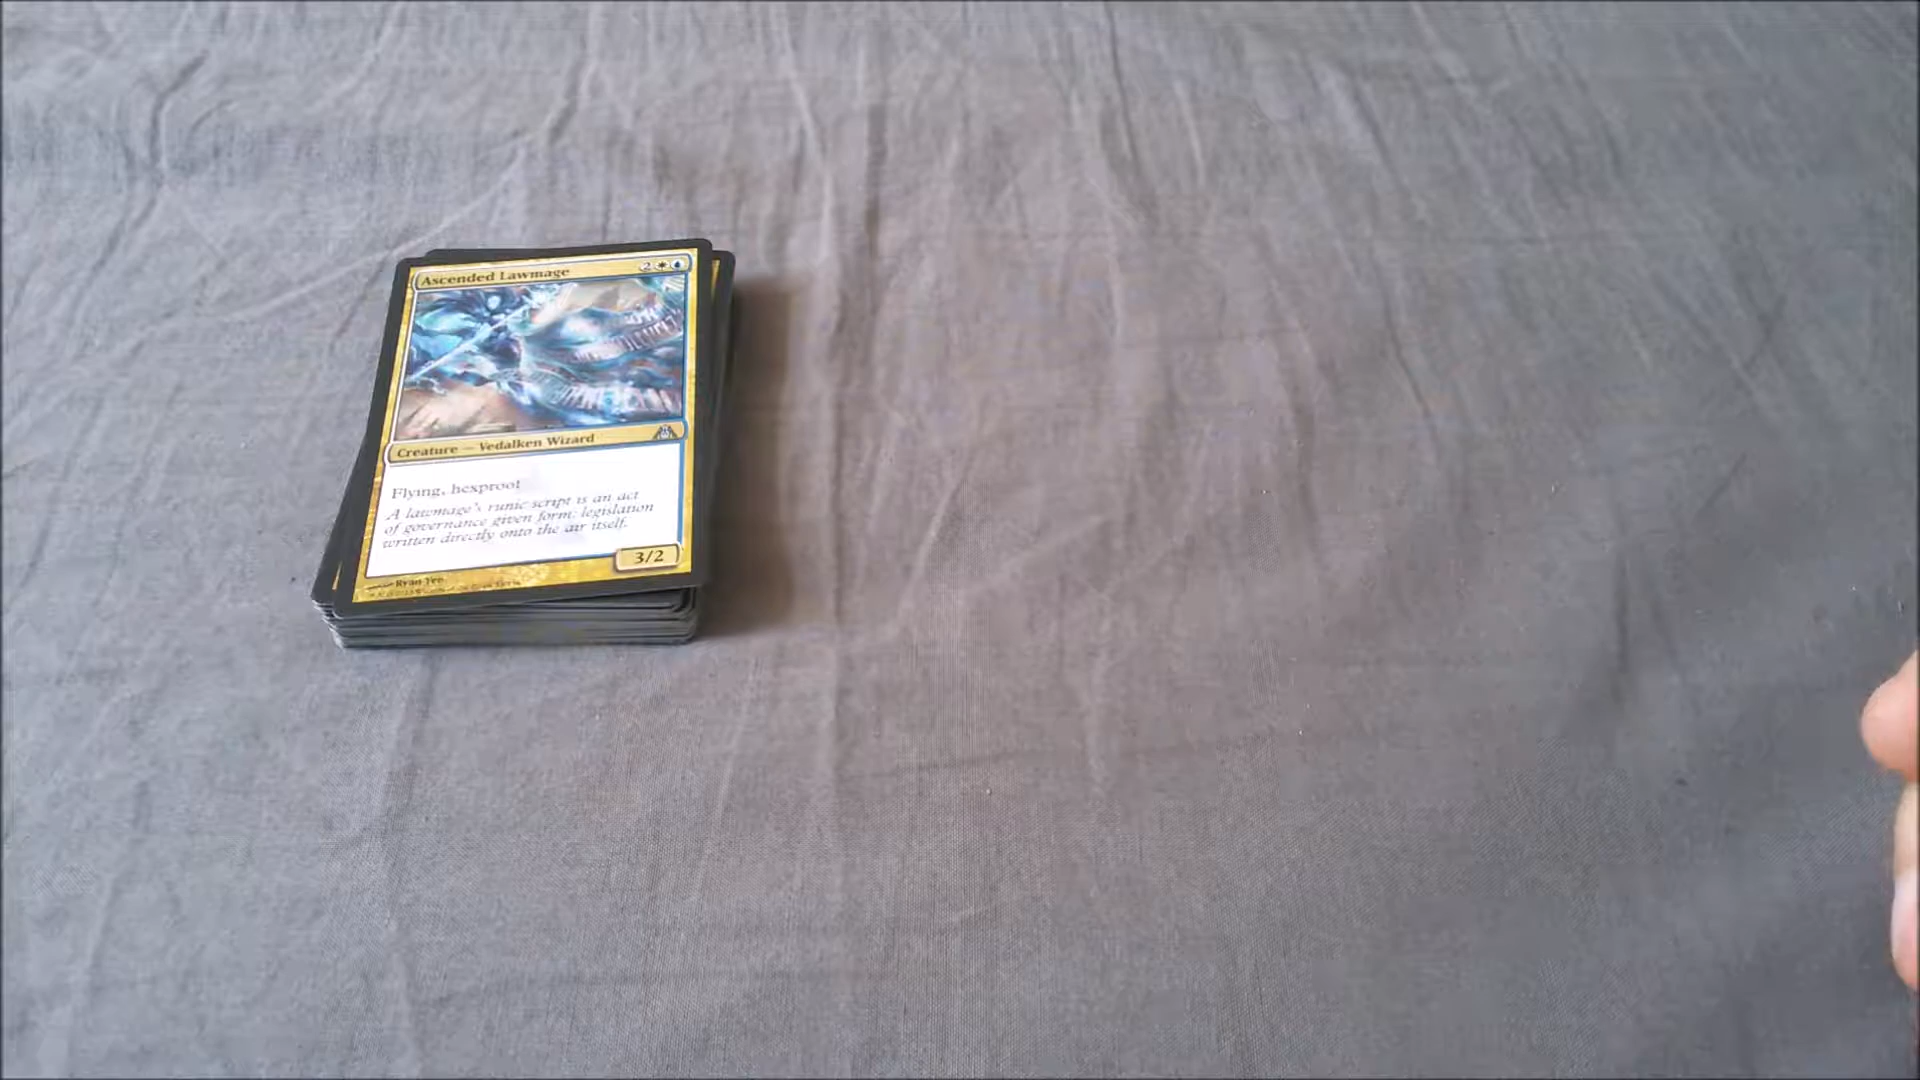 Ascended Lawmage 2
Creature — Vedalken Wizard
Flying, hexproof
A lawmage's runic script is an act
of governance given form: legislation
written directly onto the air itself.
3/2
Ryan Yee